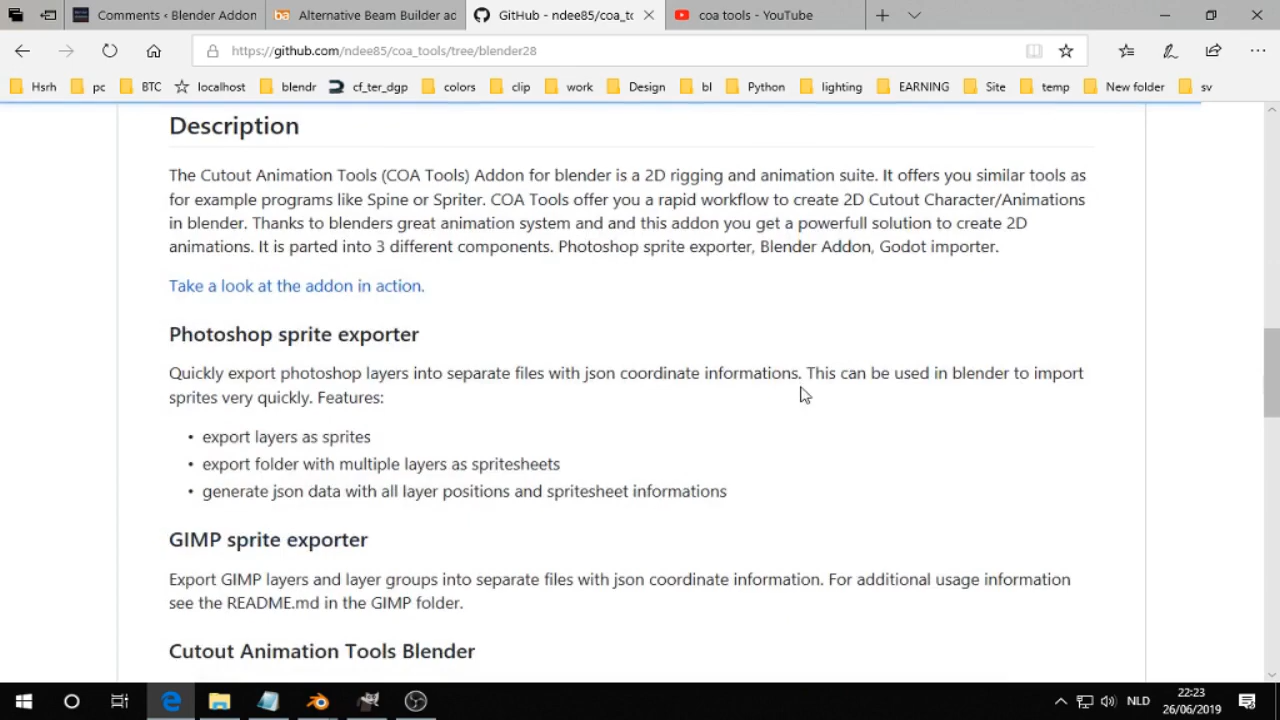 Comments ‹ Blender Addon
Alternative Beam Builder ad
GitHub - ndee85/coa_to
coa tools - YouTube
https://github.com/ndee85/coa_tools/tree/blender28
Hsrh pc BTC localhost blendr cf_ter_dgp colors clip work Design bl Python lighting EARNING Site temp New folder sv
Description
The Cutout Animation Tools (COA Tools) Addon for blender is a 2D rigging and animation suite. It offers you similar tools as
for example programs like Spine or Spriter. COA Tools offer you a rapid workflow to create 2D Cutout Character/Animations
in blender. Thanks to blenders great animation system and and this addon you get a powerfull solution to create 2D
animations. It is parted into 3 different components. Photoshop sprite exporter, Blender Addon, Godot importer.
Take a look at the addon in action.
Photoshop sprite exporter
Quickly export photoshop layers into separate files with json coordinate informations. This can be used in blender to import
sprites very quickly. Features:
• export layers as sprites
• export folder with multiple layers as spritesheets
• generate json data with all layer positions and spritesheet informations
GIMP sprite exporter
Export GIMP layers and layer groups into separate files with json coordinate information. For additional usage information
see the README.md in the GIMP folder.
Cutout Animation Tools Blender
NLD
22:23
26/06/2019